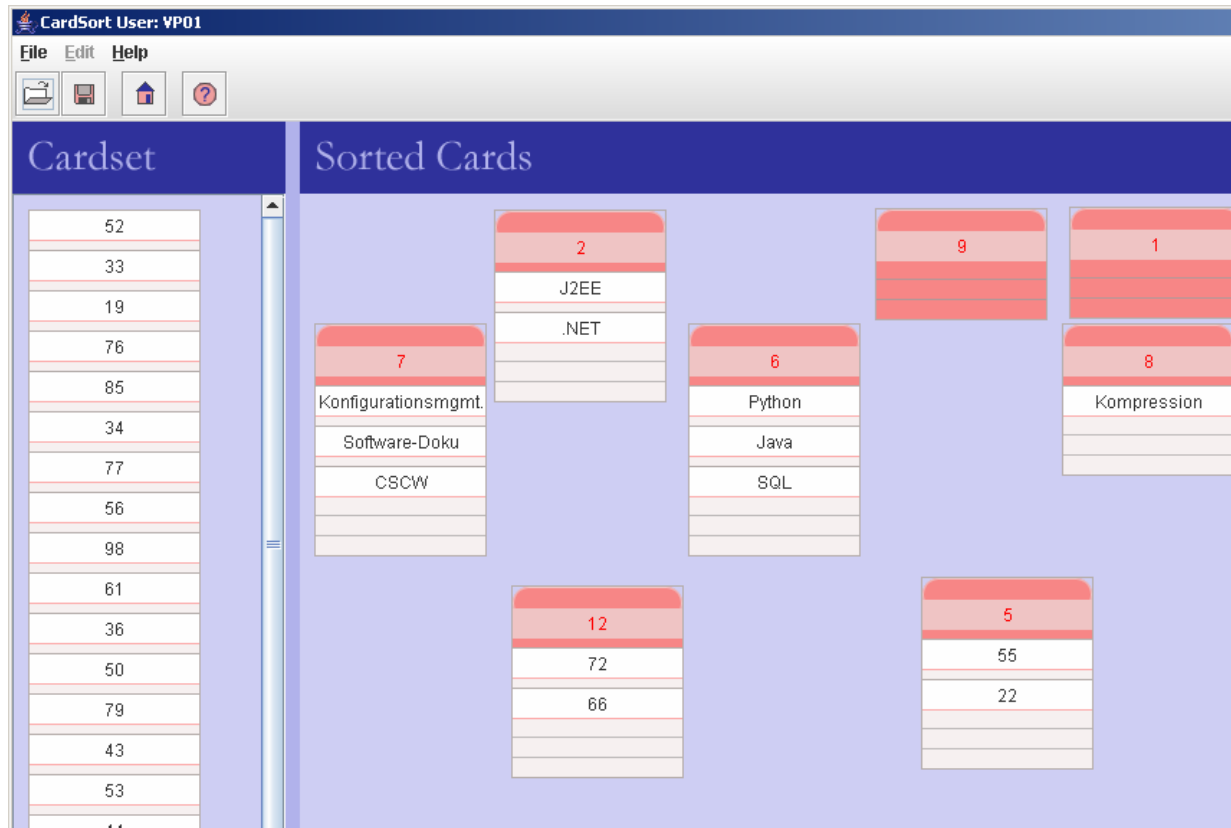 CardSort User: VP01
File Edit Help
Cardset
Sorted Cards
52
33
19
76
85
34
77
56
98
61
36
50
79
43
53
2
J2EE
.NET
9
1
7
Konfigurationsmgmt.
Software-Doku
CSCW
6
Python
Java
SQL
8
Kompression
12
72
66
5
55
22